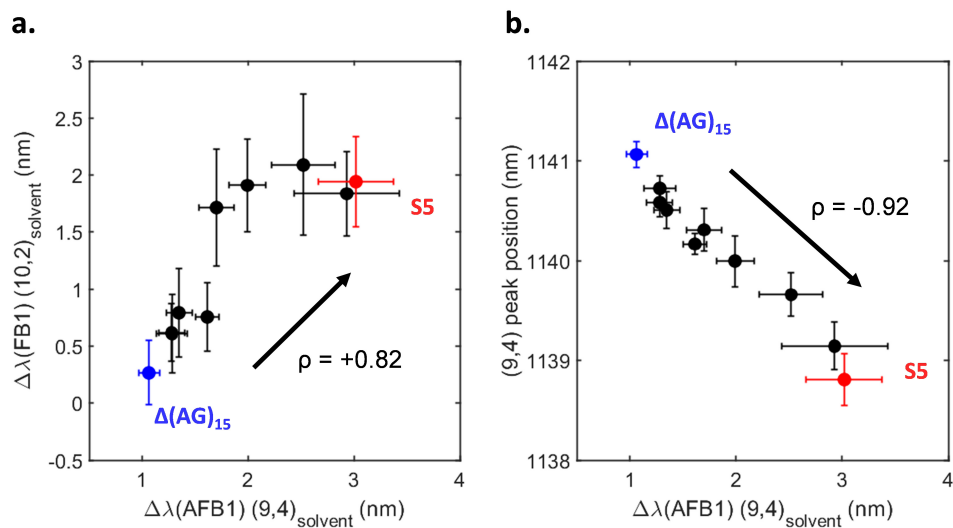 a.
3
2.5
2
1.5
1
0.5
0
-0.5
Δλ(FB1) (10,2)solvent (nm)
S5
ρ = +0.82
Δ(AG)15
1 2 3 4
Δλ(AFB1) (9,4)solvent (nm)
b.
1142
1141
1140
1139
1138
(9,4) peak position (nm)
Δ(AG)15
ρ = -0.92
S5
1 2 3 4
Δλ(AFB1) (9,4)solvent (nm)